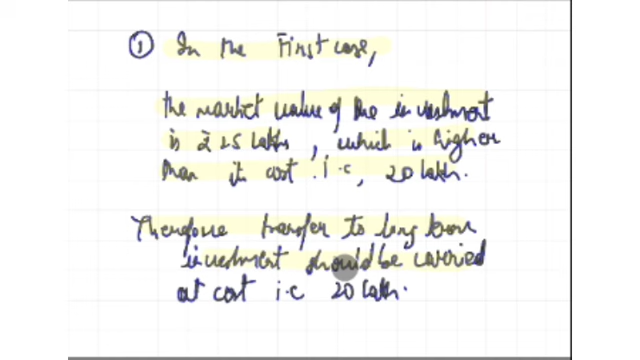 ① In the First case,
the market value of the investment
is ₹ 25 lakhs, which is higher
than its cost i.e, 20 lakh.
Therefore transfer to long term
investment should be carried
at cost i.e 20 lakh.